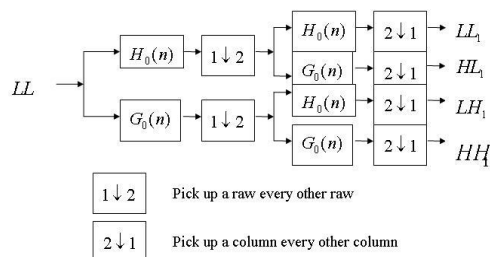 H₀(n) 2↓1 LL₁
H₀(n) 1↓2
G₀(n) 2↓1 HL₁
LL
H₀(n) 2↓1 LH₁
G₀(n) 1↓2
G₀(n) 2↓1 HH₁
1↓2 Pick up a raw every other raw
2↓1 Pick up a column every other column